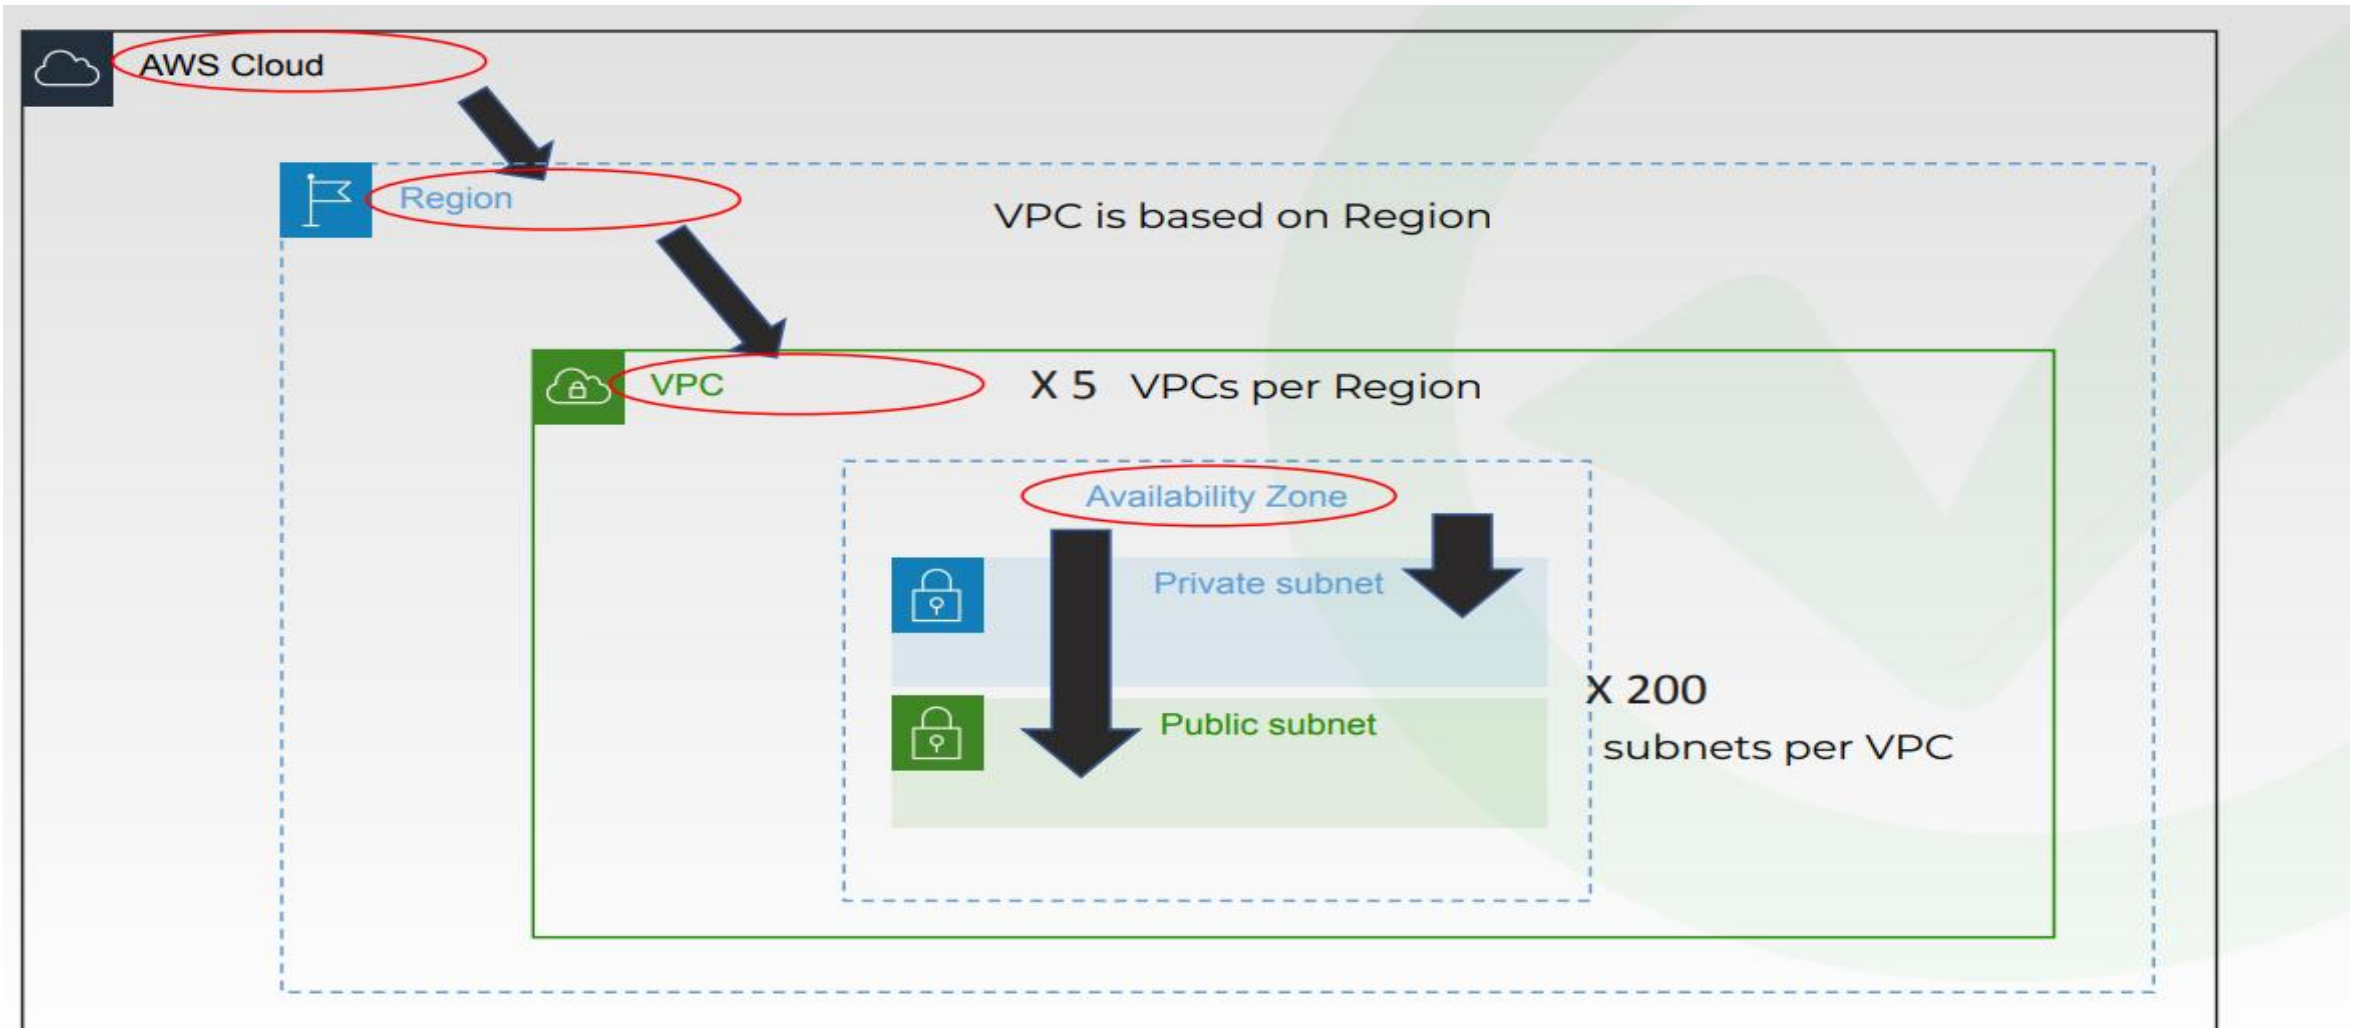 AWS Cloud
Region
VPC is based on Region
VPC
X 5 VPCs per Region
Availability Zone
Private subnet
X 200
Public subnet
subnets per VPC